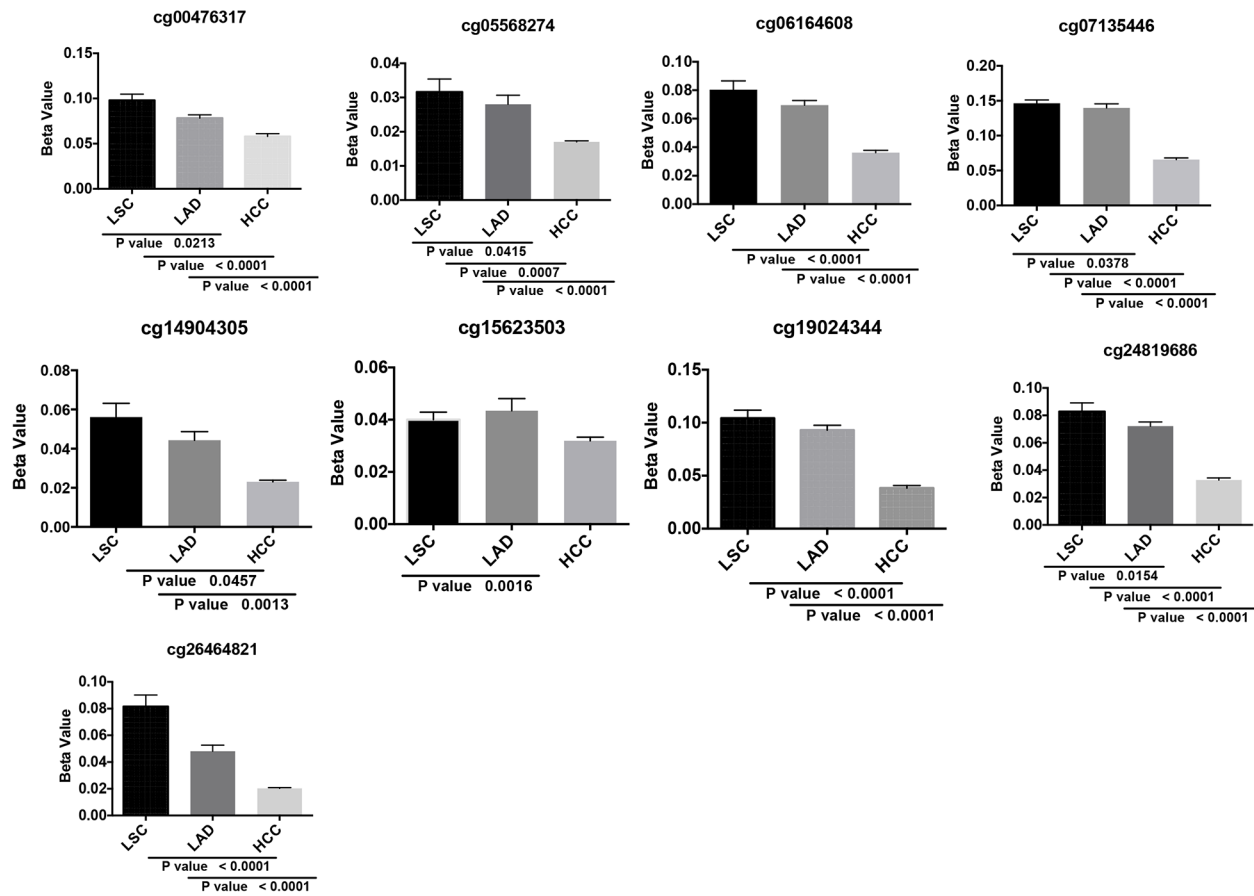 cg00476317
0.15
0.10
0.05
0.00
Beta Value
LSC
LAD
HCC
P value 0.0213
P value < 0.0001
P value < 0.0001
cg05568274
0.04
0.03
0.02
0.01
0.00
Beta Value
LSC
LAD
HCC
P value 0.0415
P value 0.0007
P value < 0.0001
cg06164608
0.10
0.08
0.06
0.04
0.02
0.00
Beta Value
LSC
LAD
HCC
P value < 0.0001
P value < 0.0001
cg07135446
0.20
0.15
0.10
0.05
0.00
Beta Value
LSC
LAD
HCC
P value 0.0378
P value < 0.0001
P value < 0.0001
cg14904305
0.08
0.06
0.04
0.02
0.00
Beta Value
LSC
LAD
HCC
P value 0.0457
P value 0.0013
cg15623503
0.06
0.04
0.02
0.00
Beta Value
LSC
LAD
HCC
P value 0.0016
cg19024344
0.15
0.10
0.05
0.00
Beta Value
LSC
LAD
HCC
P value < 0.0001
P value < 0.0001
cg24819686
0.10
0.08
0.06
0.04
0.02
0.00
Beta Value
LSC
LAD
HCC
P value 0.0154
P value < 0.0001
P value < 0.0001
cg26464821
0.10
0.08
0.06
0.04
0.02
0.00
Beta Value
LSC
LAD
HCC
P value < 0.0001
P value < 0.0001